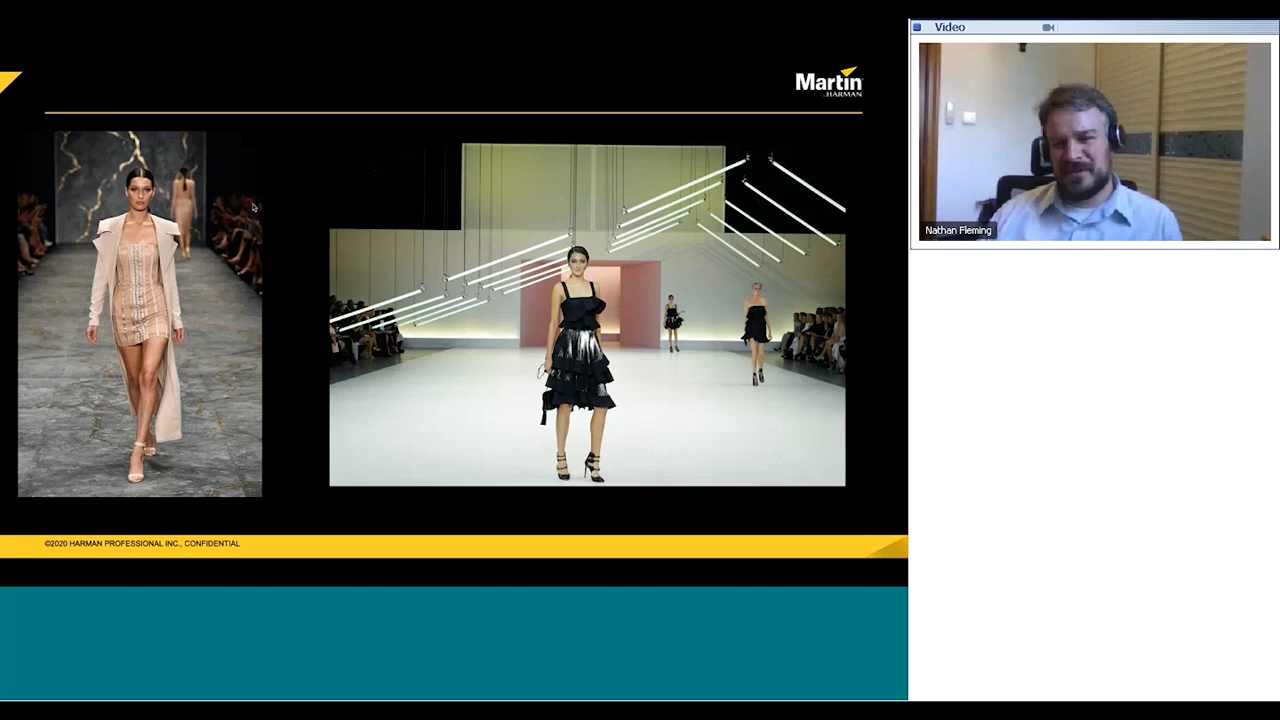 Video
Martin
HARMAN
Nathan Fleming
©2020 HARMAN PROFESSIONAL INC., CONFIDENTIAL